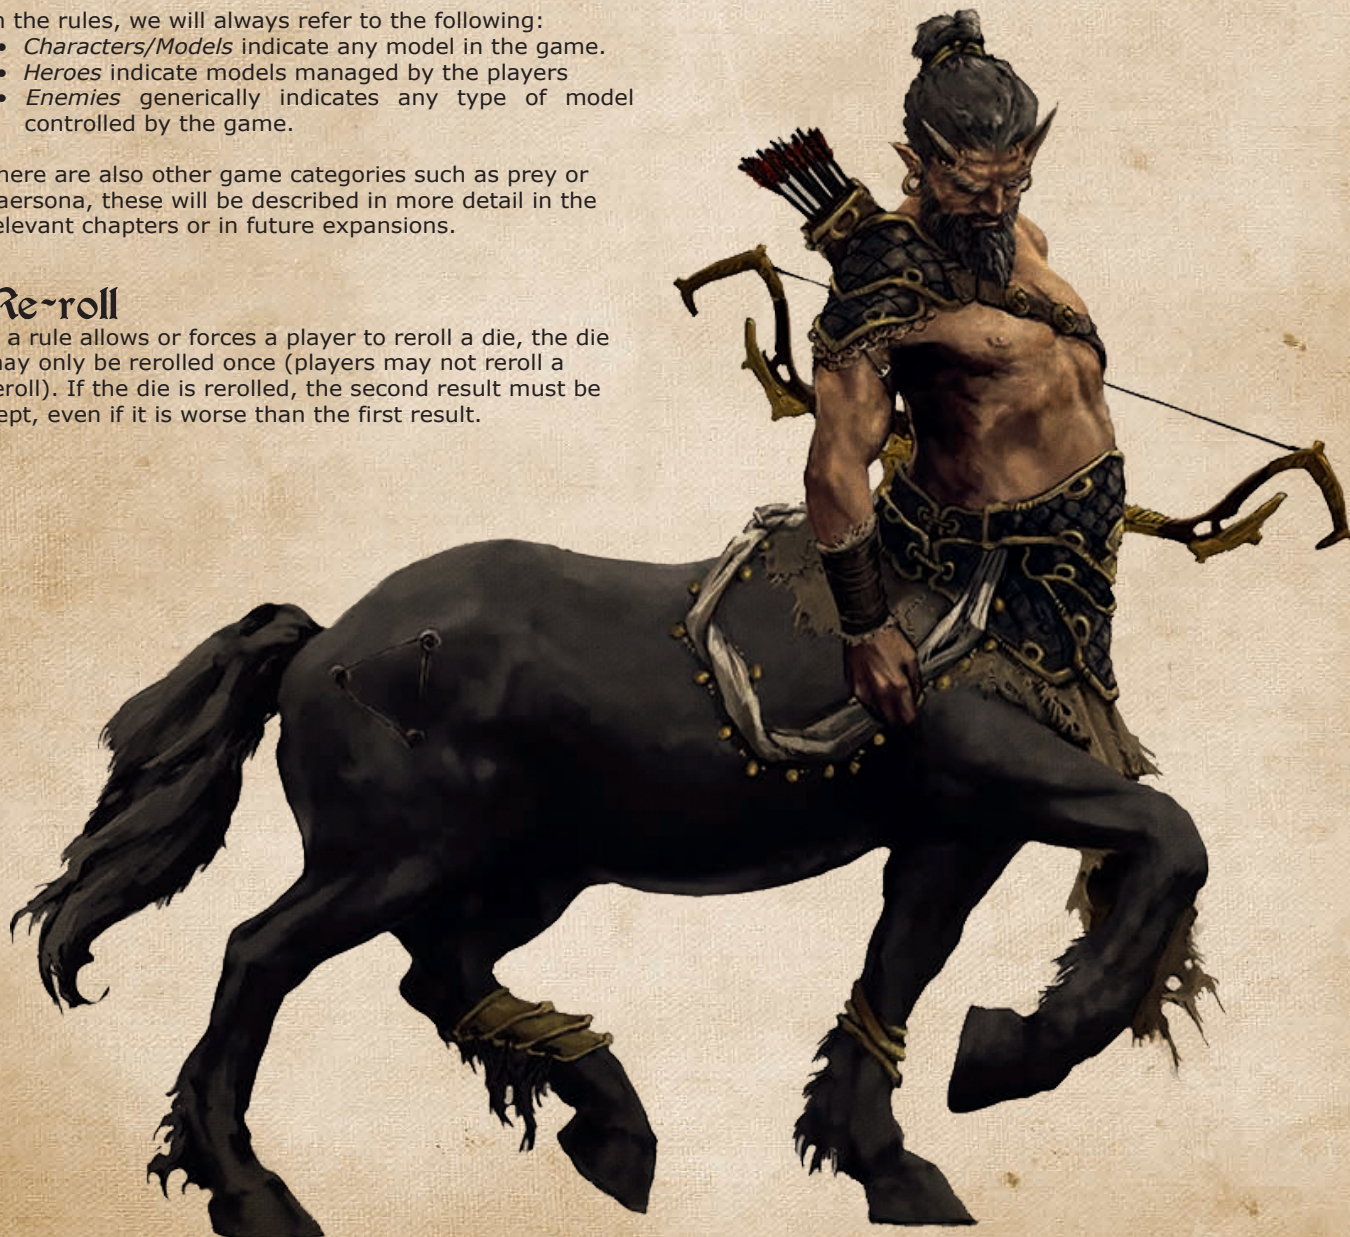 n the rules, we will always refer to the following:
• Characters/Models indicate any model in the game.
• Heroes indicate models managed by the players
• Enemies generically indicates any type of model
controlled by the game.
here are also other game categories such as prey or
aersona, these will be described in more detail in the
elevant chapters or in future expansions.
Re~roll
a rule allows or forces a player to reroll a die, the die
may only be rerolled once (players may not reroll a
eroll). If the die is rerolled, the second result must be
ept, even if it is worse than the first result.